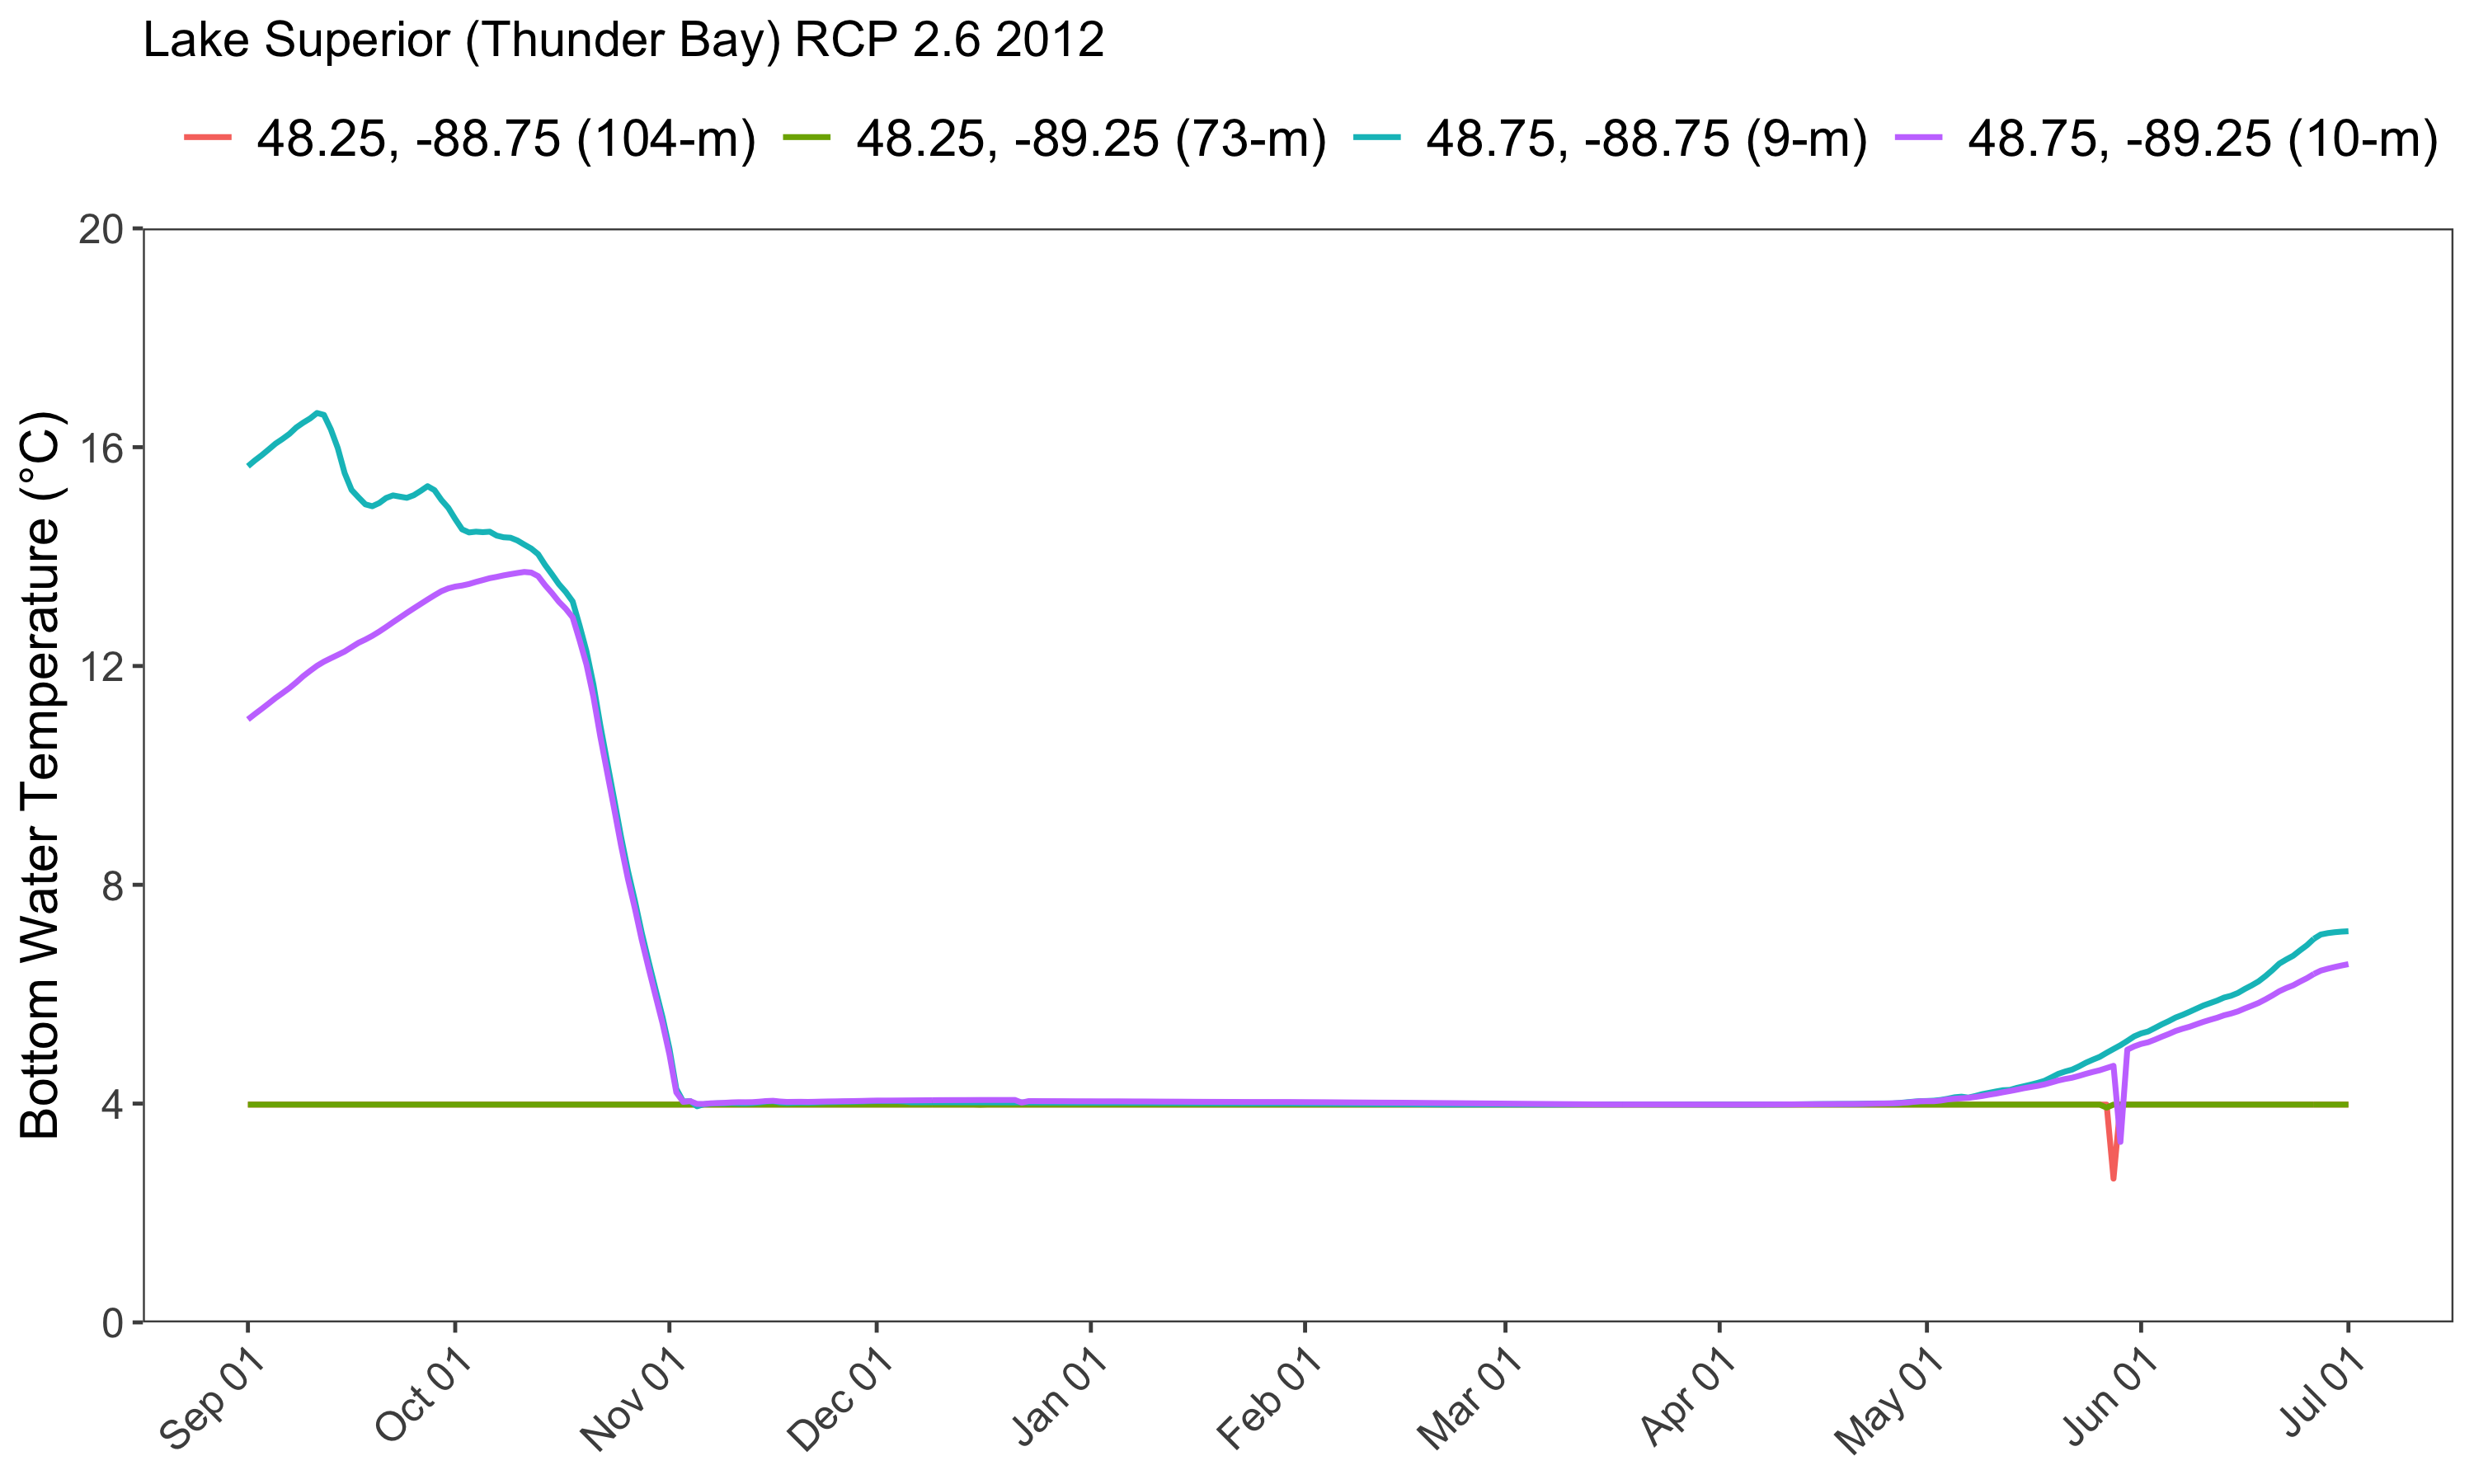 Lake Superior (Thunder Bay) RCP 2.6 2012
48.25, -88.75 (104-m) 48.25, -89.25 (73-m) 48.75, -88.75 (9-m) 48.75, -89.25 (10-m)
Bottom Water Temperature (°C)
20
16
12
8
4
0
Sep 01 Oct 01 Nov 01 Dec 01 Jan 01 Feb 01 Mar 01 Apr 01 May 01 Jun 01 Jul 01